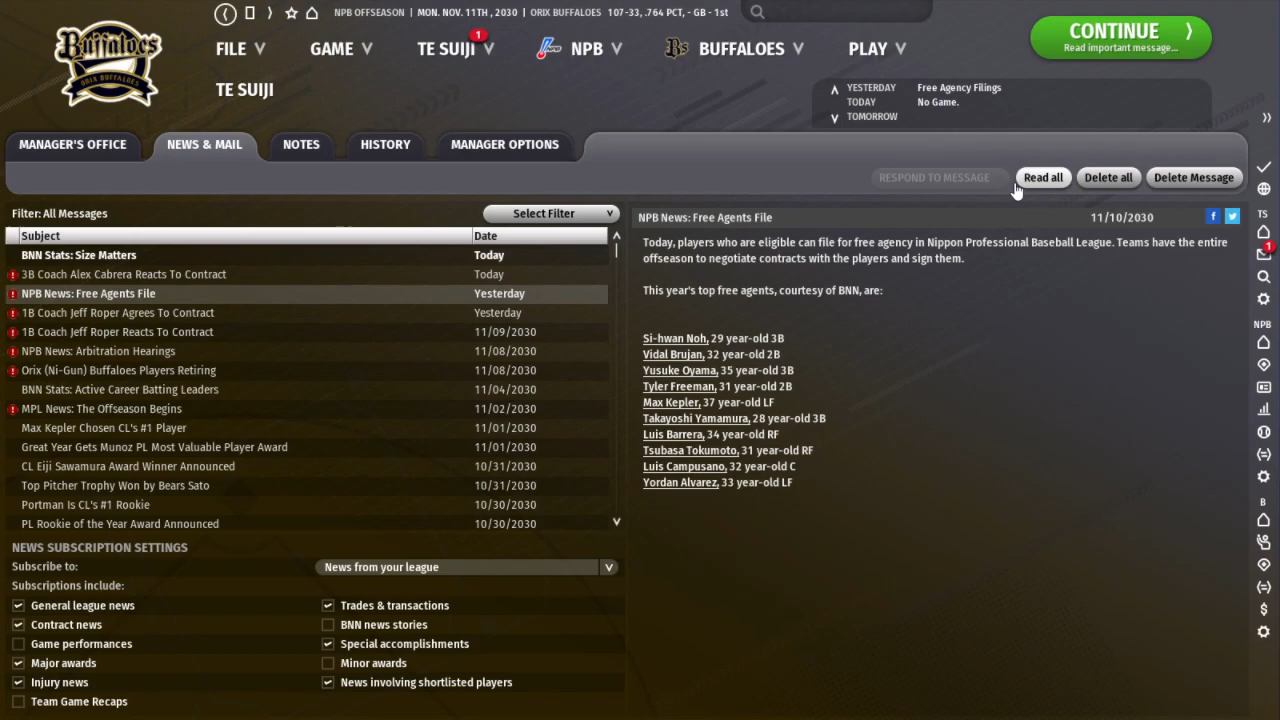 Buffaloes
ORIX BUFFALOES
NPB OFFSEASON | MON. NOV. 11TH , 2030 | ORIX BUFFALOES 107-33, .764 PCT, - GB - 1st
FILE GAME TE SUIJI 1 NPB Bs BUFFALOES PLAY
TE SUIJI
CONTINUE
Read important message...
YESTERDAY Free Agency Filings
TODAY No Game.
TOMORROW
MANAGER'S OFFICE NEWS & MAIL NOTES HISTORY MANAGER OPTIONS
RESPOND TO MESSAGE Read all Delete all Delete Message
Filter: All Messages Select Filter
Subject Date
BNN Stats: Size Matters Today
3B Coach Alex Cabrera Reacts To Contract Today
NPB News: Free Agents File Yesterday
1B Coach Jeff Roper Agrees To Contract Yesterday
1B Coach Jeff Roper Reacts To Contract 11/09/2030
NPB News: Arbitration Hearings 11/08/2030
Orix (Ni-Gun) Buffaloes Players Retiring 11/08/2030
BNN Stats: Active Career Batting Leaders 11/04/2030
MPL News: The Offseason Begins 11/02/2030
Max Kepler Chosen CL's #1 Player 11/01/2030
Great Year Gets Munoz PL Most Valuable Player Award 11/01/2030
CL Eiji Sawamura Award Winner Announced 10/31/2030
Top Pitcher Trophy Won by Bears Sato 10/31/2030
Portman Is CL's #1 Rookie 10/30/2030
PL Rookie of the Year Award Announced 10/30/2030
NEWS SUBSCRIPTION SETTINGS
Subscribe to: News from your league
Subscriptions include:
General league news Trades & transactions
Contract news BNN news stories
Game performances Special accomplishments
Major awards Minor awards
Injury news News involving shortlisted players
Team Game Recaps
NPB News: Free Agents File 11/10/2030
Today, players who are eligible can file for free agency in Nippon Professional Baseball League. Teams have the entire
offseason to negotiate contracts with the players and sign them.
This year's top free agents, courtesy of BNN, are:
Si-hwan Noh, 29 year-old 3B
Vidal Brujan, 32 year-old 2B
Yusuke Oyama, 35 year-old 3B
Tyler Freeman, 31 year-old 2B
Max Kepler, 37 year-old LF
Takayoshi Yamamura, 28 year-old 3B
Luis Barrera, 34 year-old RF
Tsubasa Tokumoto, 31 year-old RF
Luis Campusano, 32 year-old C
Yordan Alvarez, 33 year-old LF
TS
1
NPB
B